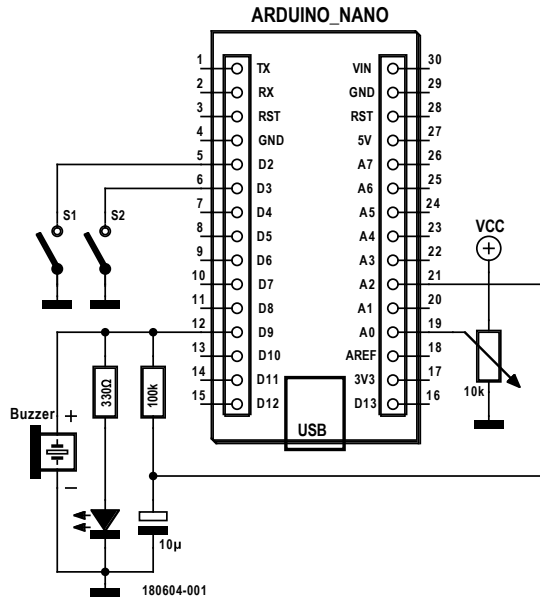 ARDUINO_NANO
1 TX VIN 30
2 RX GND 29
3 RST RST 28
4 GND 5V 27
5 D2 A7 26
6 D3 A6 25
S1 S2
7 D4 A5 24
8 D5 A4 23
VCC
9 D6 A3 22
10 D7 A2 21
11 D8 A1 20
12 D9 A0 19
13 D10 AREF 18
14 D11 3V3 17
15 D12 D13 16
330Ω
100k
10k
USB
Buzzer +
–
10µ
180604-001